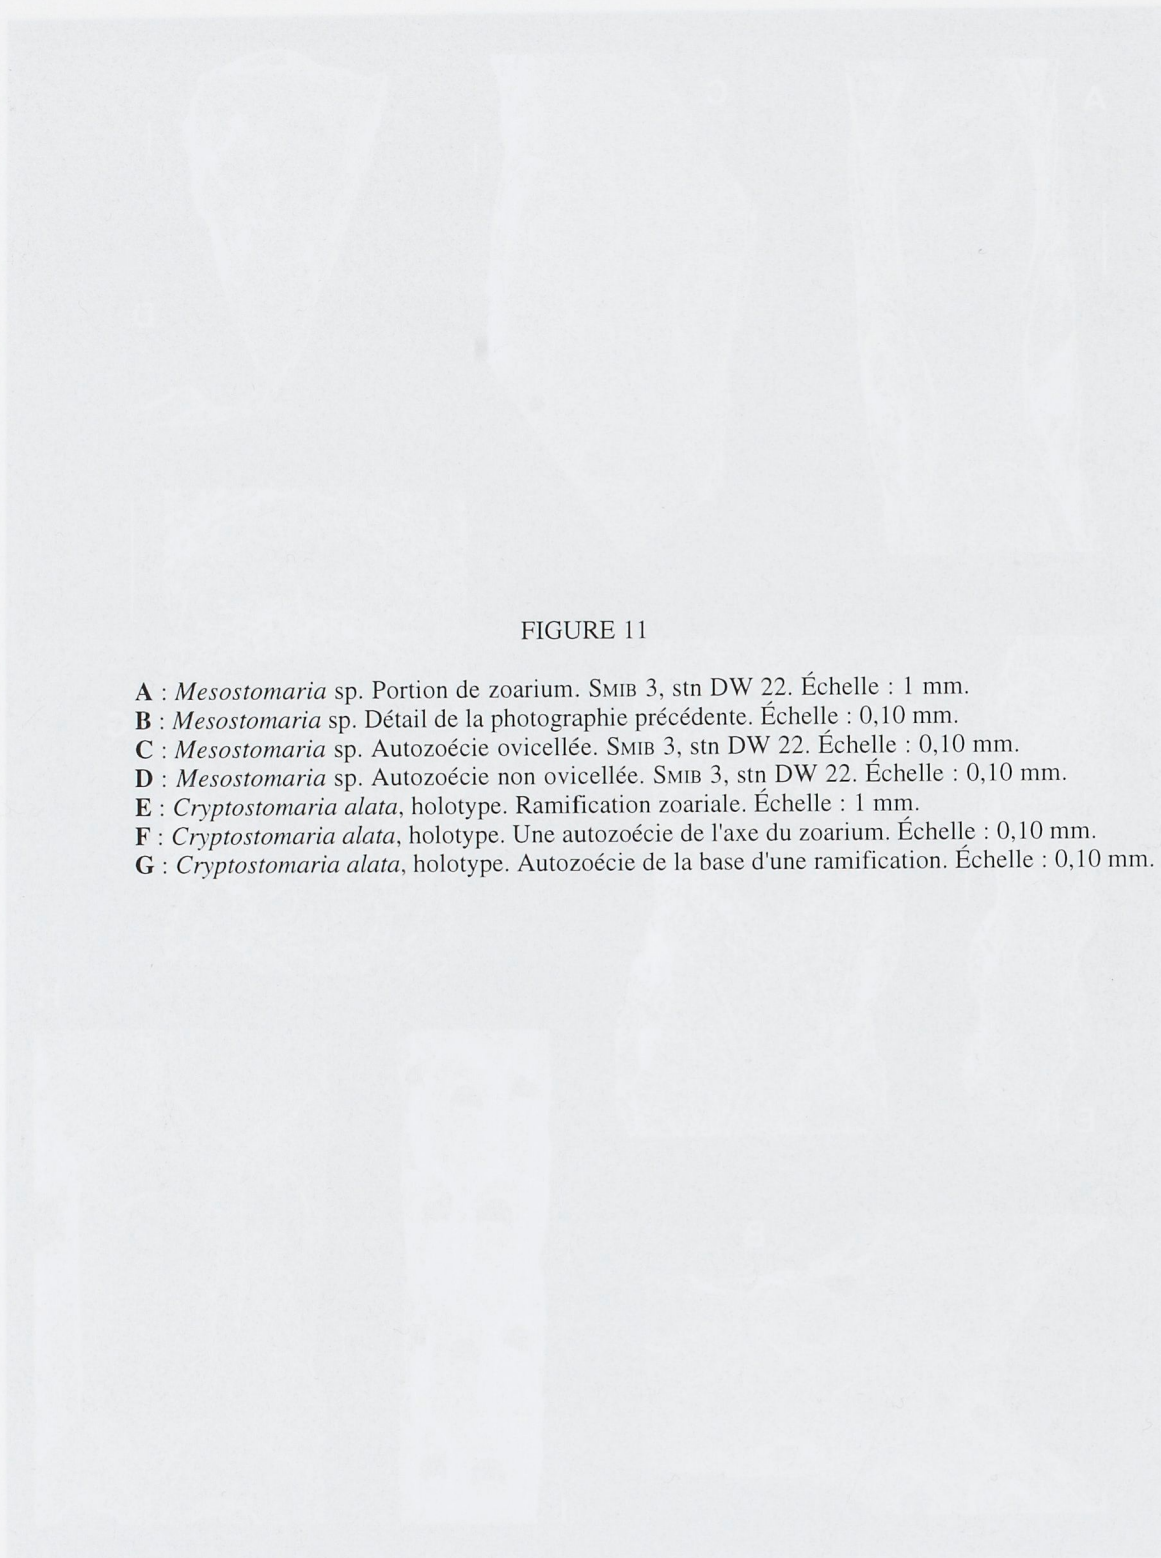 FIGURE 11
A : Mesostomaria sp. Portion de zoarium. SMIB 3, stn DW 22. Échelle : 1 mm.
B : Mesostomaria sp. Détail de la photographie précédente. Échelle : 0,10 mm.
C : Mesostomaria sp. Autozoécie ovicellée. SMIB 3, stn DW 22. Échelle : 0,10 mm.
D : Mesostomaria sp. Autozoécie non ovicellée. SMIB 3, stn DW 22. Échelle : 0,10 mm.
E : Cryptostomaria alata, holotype. Ramification zoariale. Échelle : 1 mm.
F : Cryptostomaria alata, holotype. Une autozoécie de l'axe du zoarium. Échelle : 0,10 mm.
G : Cryptostomaria alata, holotype. Autozoécie de la base d'une ramification. Échelle : 0,10 mm.